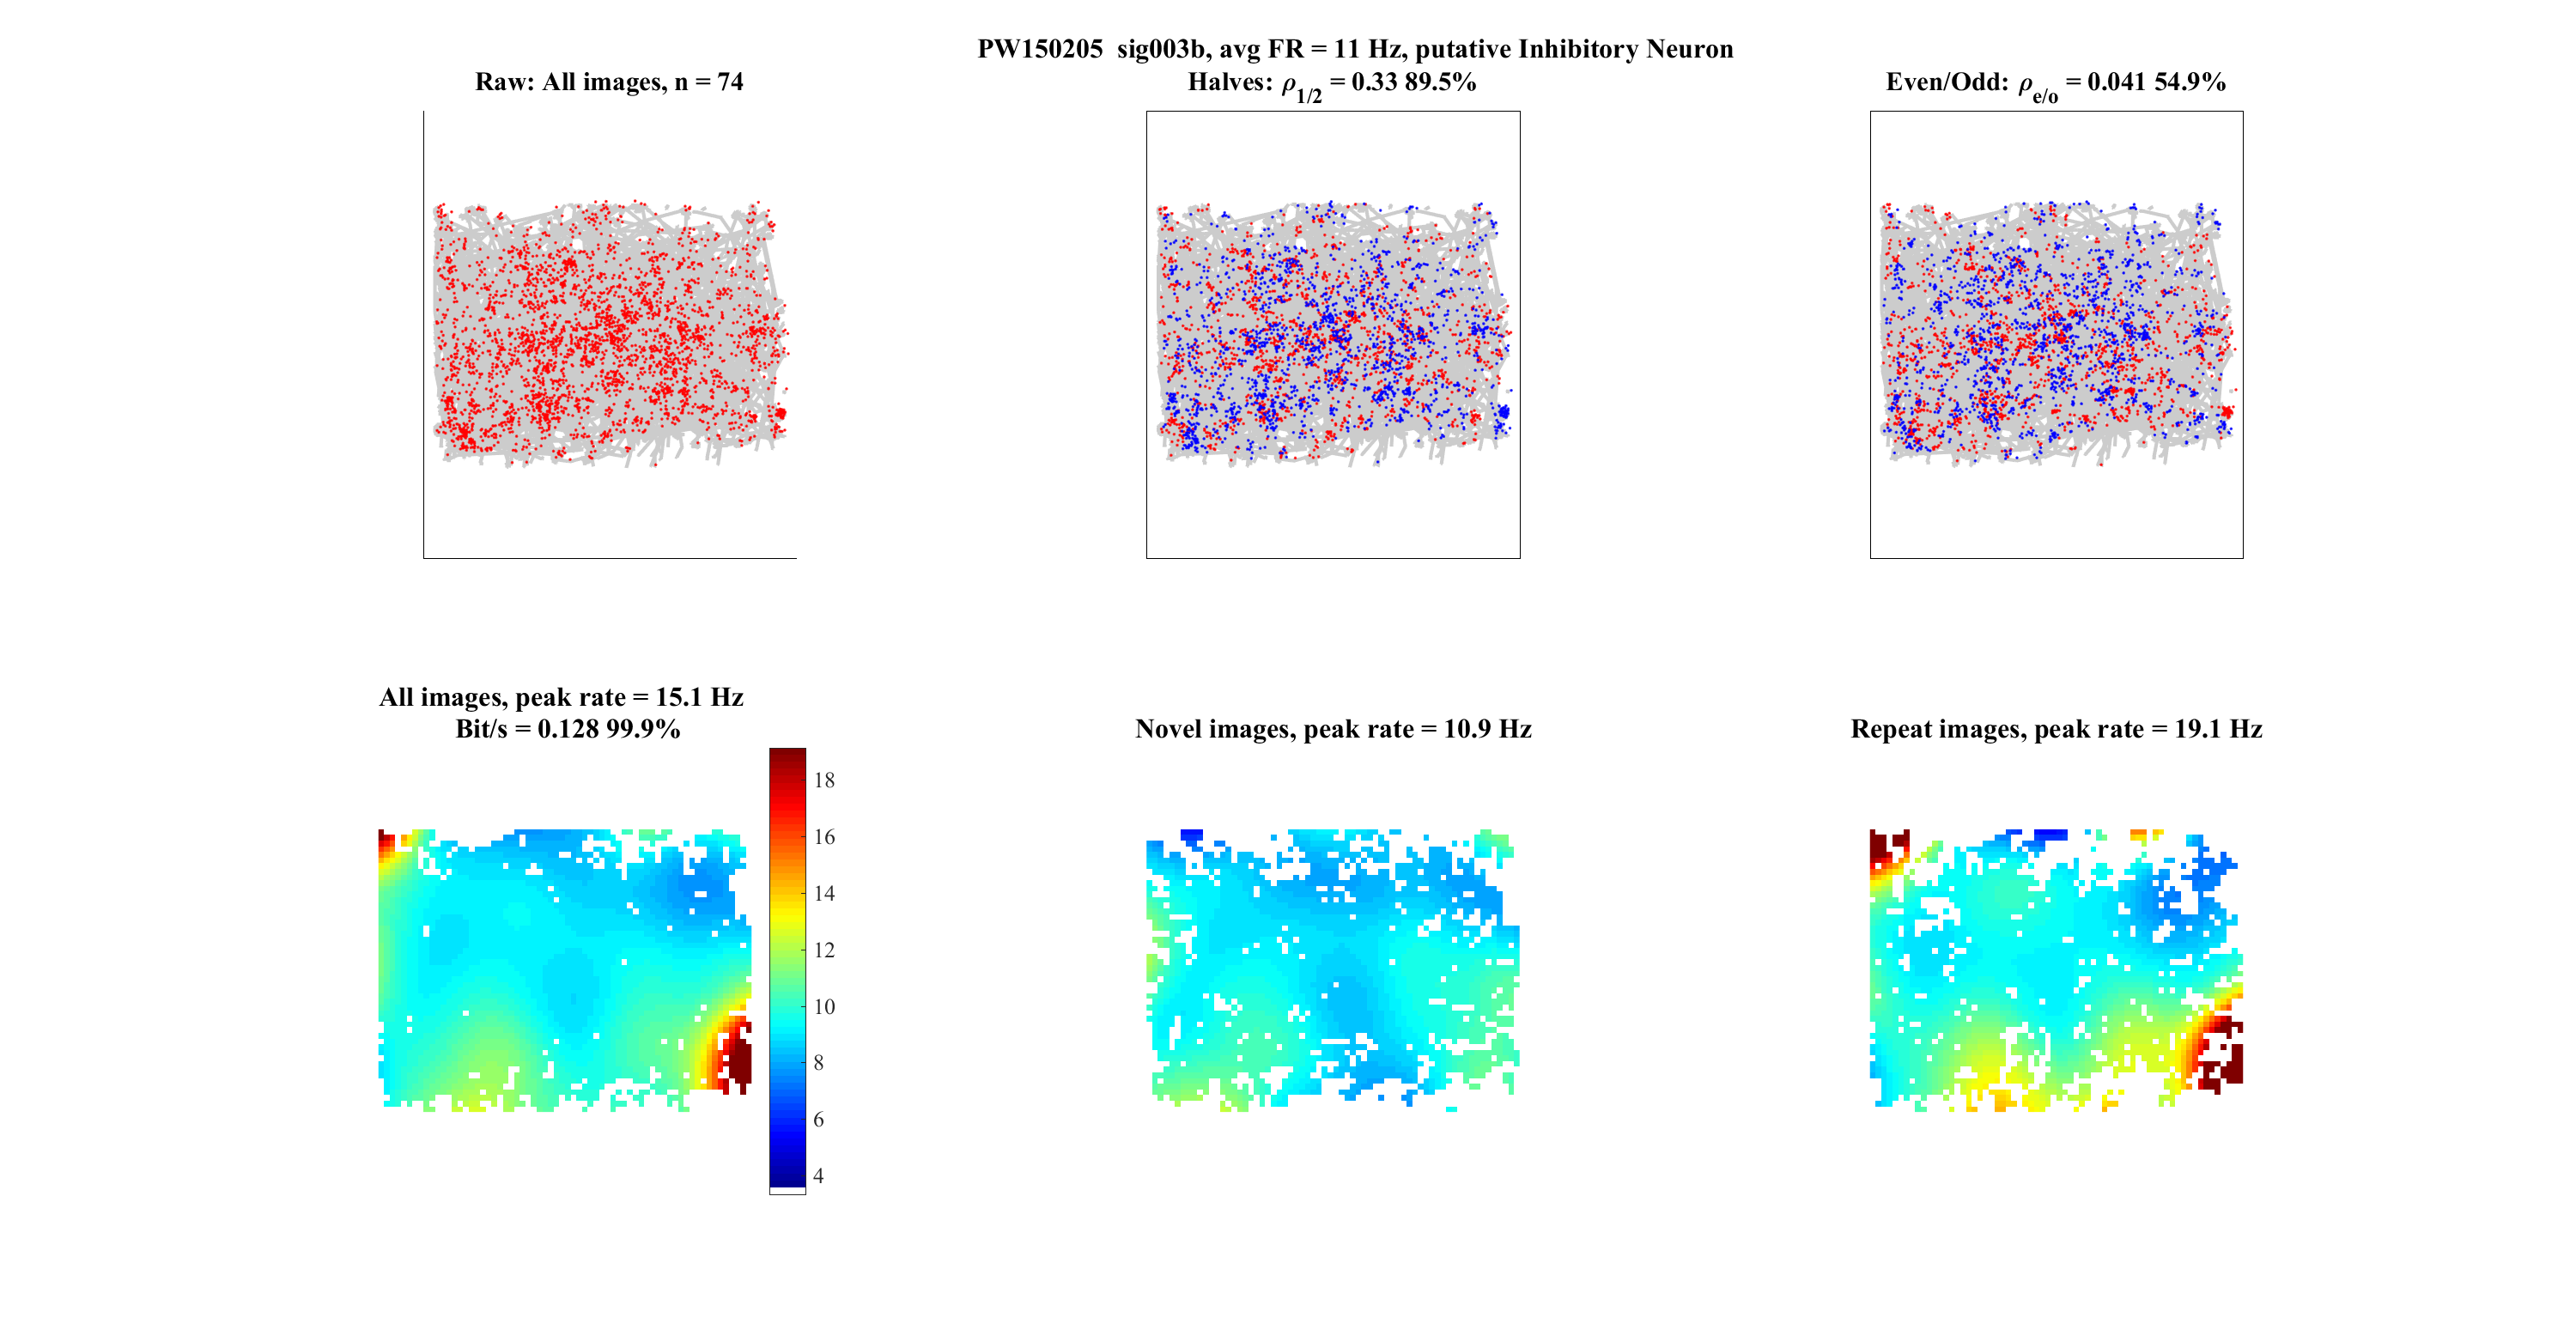 PW150205 sig003b, avg FR = 11 Hz, putative Inhibitory Neuron
Raw: All images, n = 74
Halves: ρ1/2 = 0.33 89.5%
Even/Odd: ρe/o = 0.041 54.9%
All images, peak rate = 15.1 Hz
Bit/s = 0.128 99.9%
Novel images, peak rate = 10.9 Hz
Repeat images, peak rate = 19.1 Hz
18
16
14
12
10
8
6
4